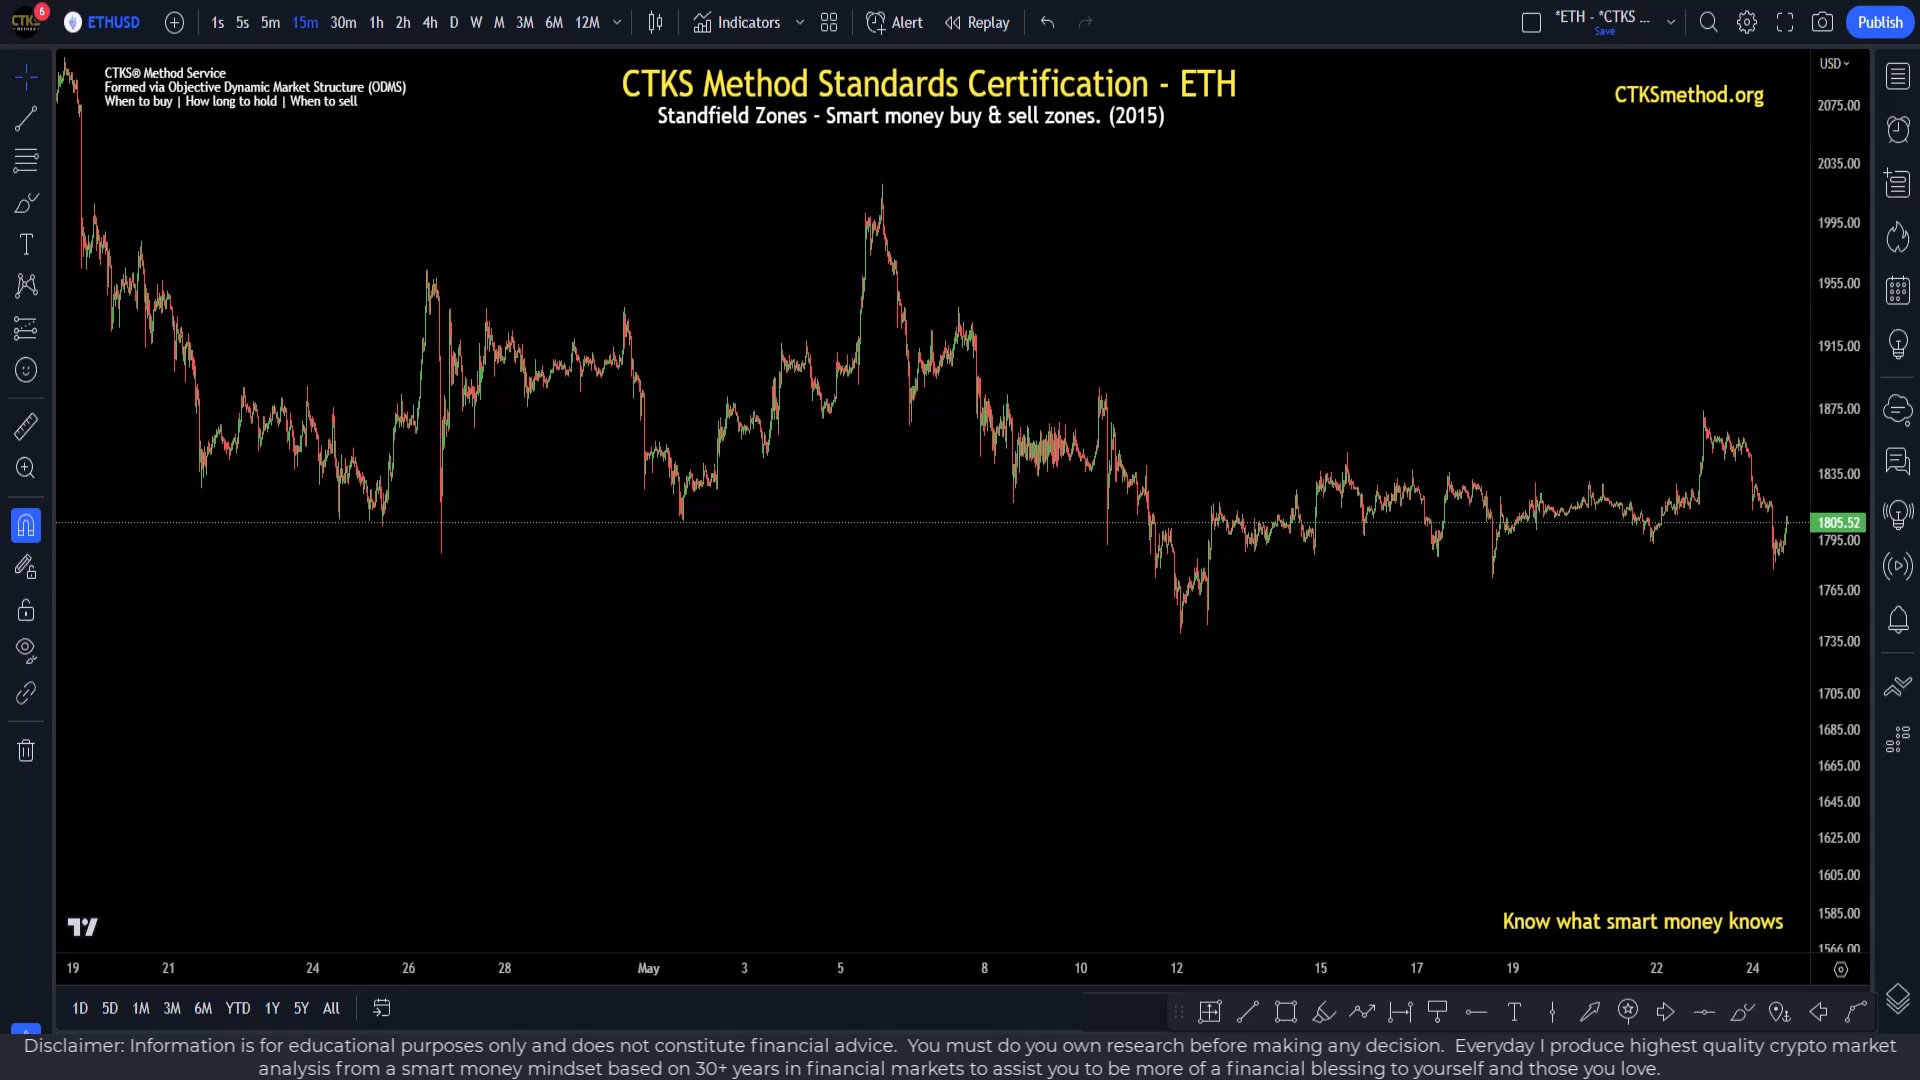 CTKS METHOD 6 ETHUSD 1s 5s 5m 15m 30m 1h 2h 4h D W M 3M 6M 12M Indicators Alert Replay *ETH - *CTKS ... Save Publish
CTKS® Method Service
Formed via Objective Dynamic Market Structure (ODMS)
When to buy | How long to hold | When to sell
CTKS Method Standards Certification - ETH
Standfield Zones - Smart money buy & sell zones. (2015)
CTKSmethod.org
USD
2075.00
2035.00
1995.00
1955.00
1915.00
1875.00
1835.00
1805.52
1795.00
1765.00
1735.00
1705.00
1685.00
1665.00
1645.00
1625.00
1605.00
1585.00
1566.00
Know what smart money knows
19 21 24 26 28 May 3 5 8 10 12 15 17 19 22 24
1D 5D 1M 3M 6M YTD 1Y 5Y All
Disclaimer: Information is for educational purposes only and does not constitute financial advice. You must do you own research before making any decision. Everyday I produce highest quality crypto market
analysis from a smart money mindset based on 30+ years in financial markets to assist you to be more of a financial blessing to yourself and those you love.